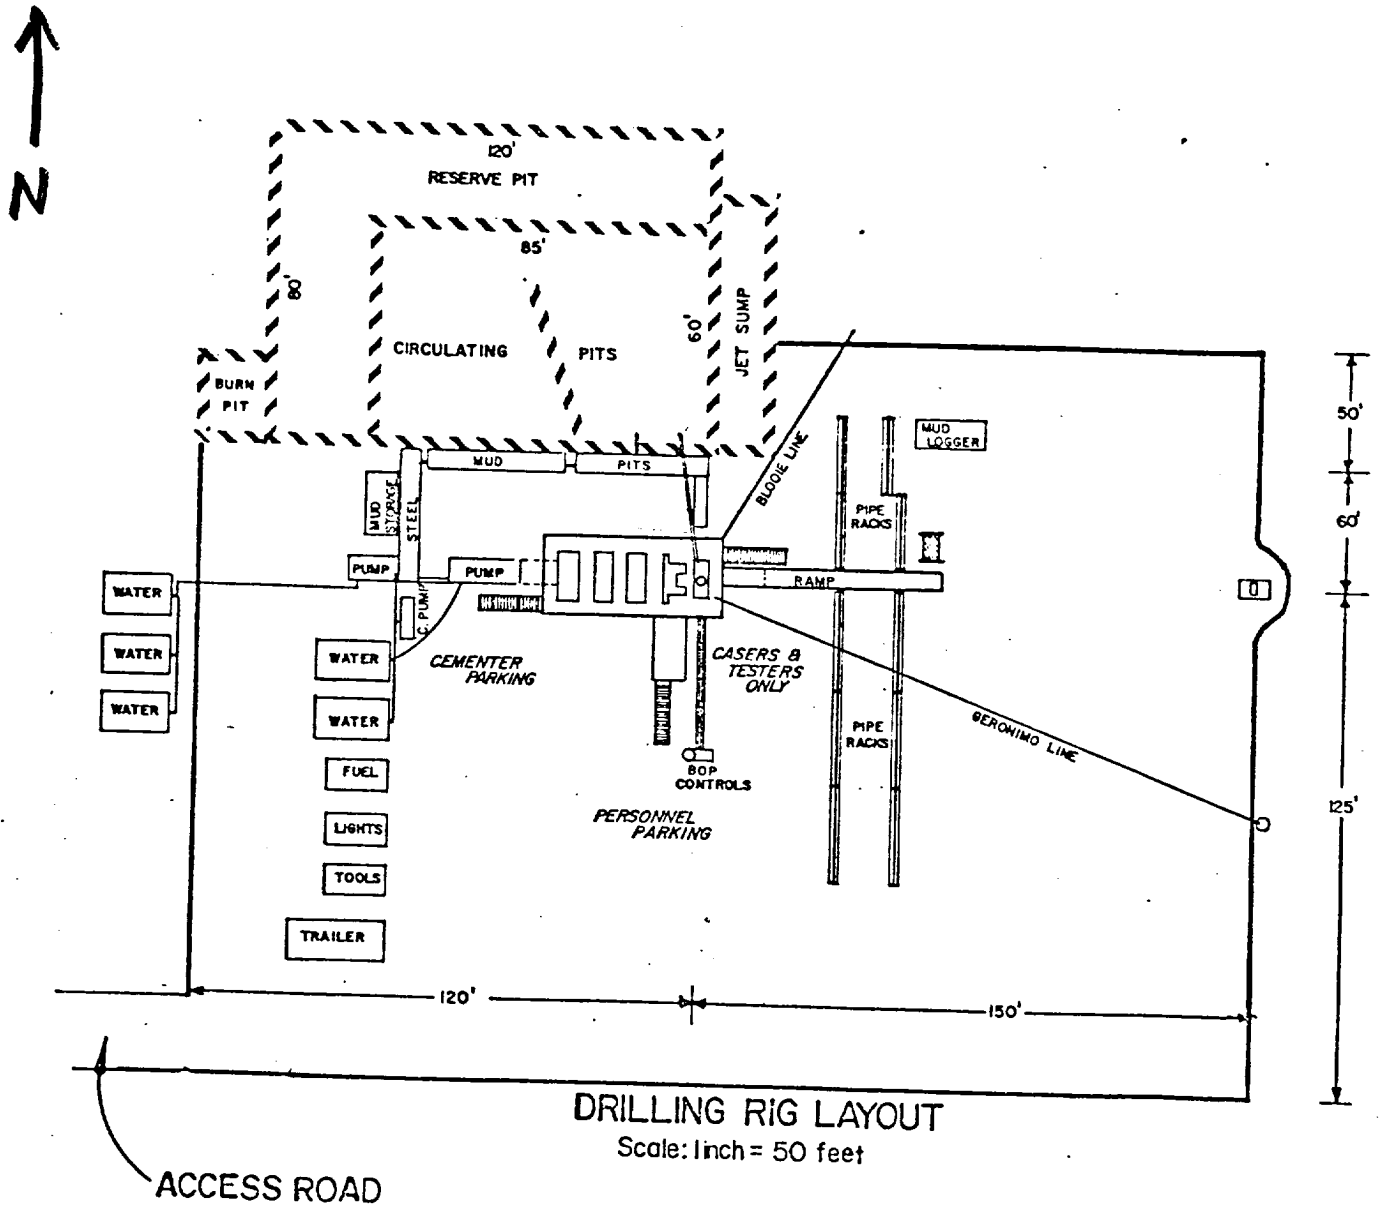 N
120'
RESERVE PIT
85'
80'
60'
JET SUMP
CIRCULATING PITS
BURN
PIT
50'
MUD
LOGGER
BLOOIE LINE
MUD
PITS
MUD
STORAGE
STEEL
PIPE
RACKS
60'
PUMP
PUMP
RAMP
WATER
C. PUMP
WATER
WATER
WATER
WATER
CEMENTER
PARKING
CASERS &
TESTERS
ONLY
GERONIMO LINE
PIPE
RACKS
FUEL
BOP
CONTROLS
LIGHTS
PERSONNEL
PARKING
125'
TOOLS
TRAILER
120'
150'
DRILLING RIG LAYOUT
Scale: 1inch = 50 feet
ACCESS ROAD